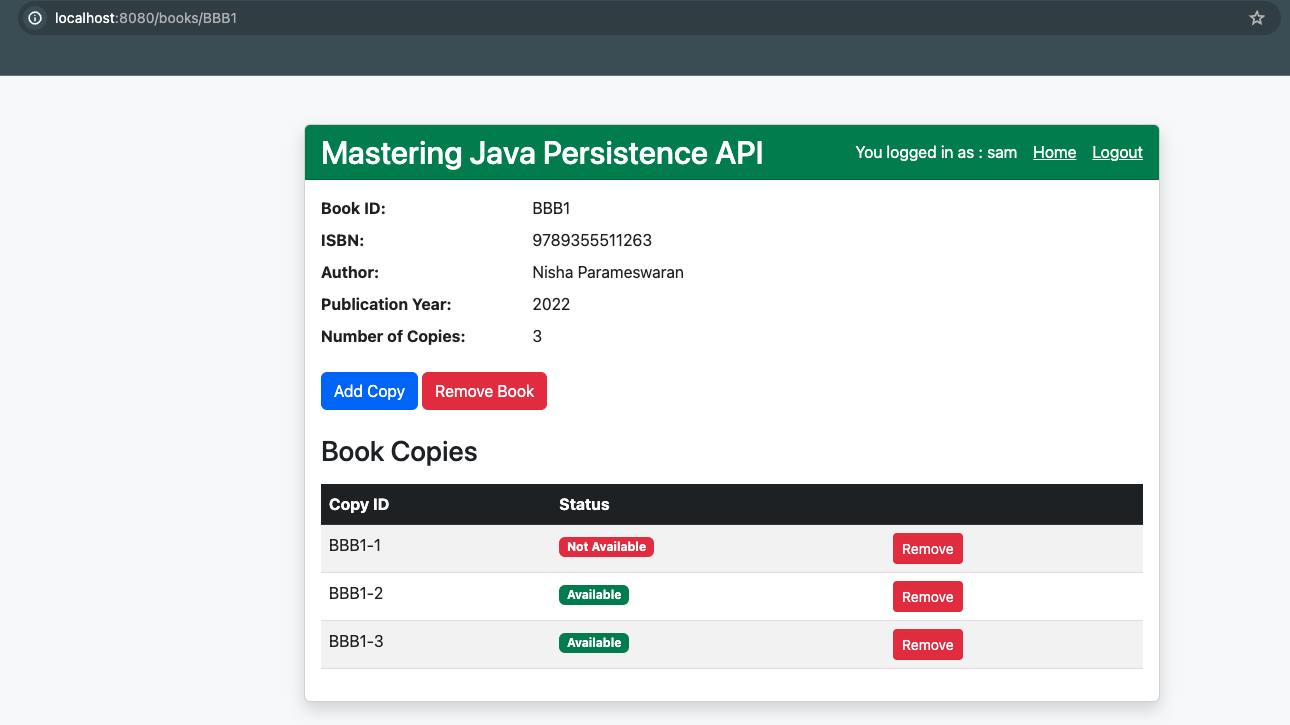 localhost:8080/books/BBB1
Mastering Java Persistence API You logged in as : sam Home Logout
Book ID: BBB1
ISBN: 9789355511263
Author: Nisha Parameswaran
Publication Year: 2022
Number of Copies: 3
Add Copy Remove Book
Book Copies
Copy ID Status
BBB1-1 Not Available Remove
BBB1-2 Available Remove
BBB1-3 Available Remove